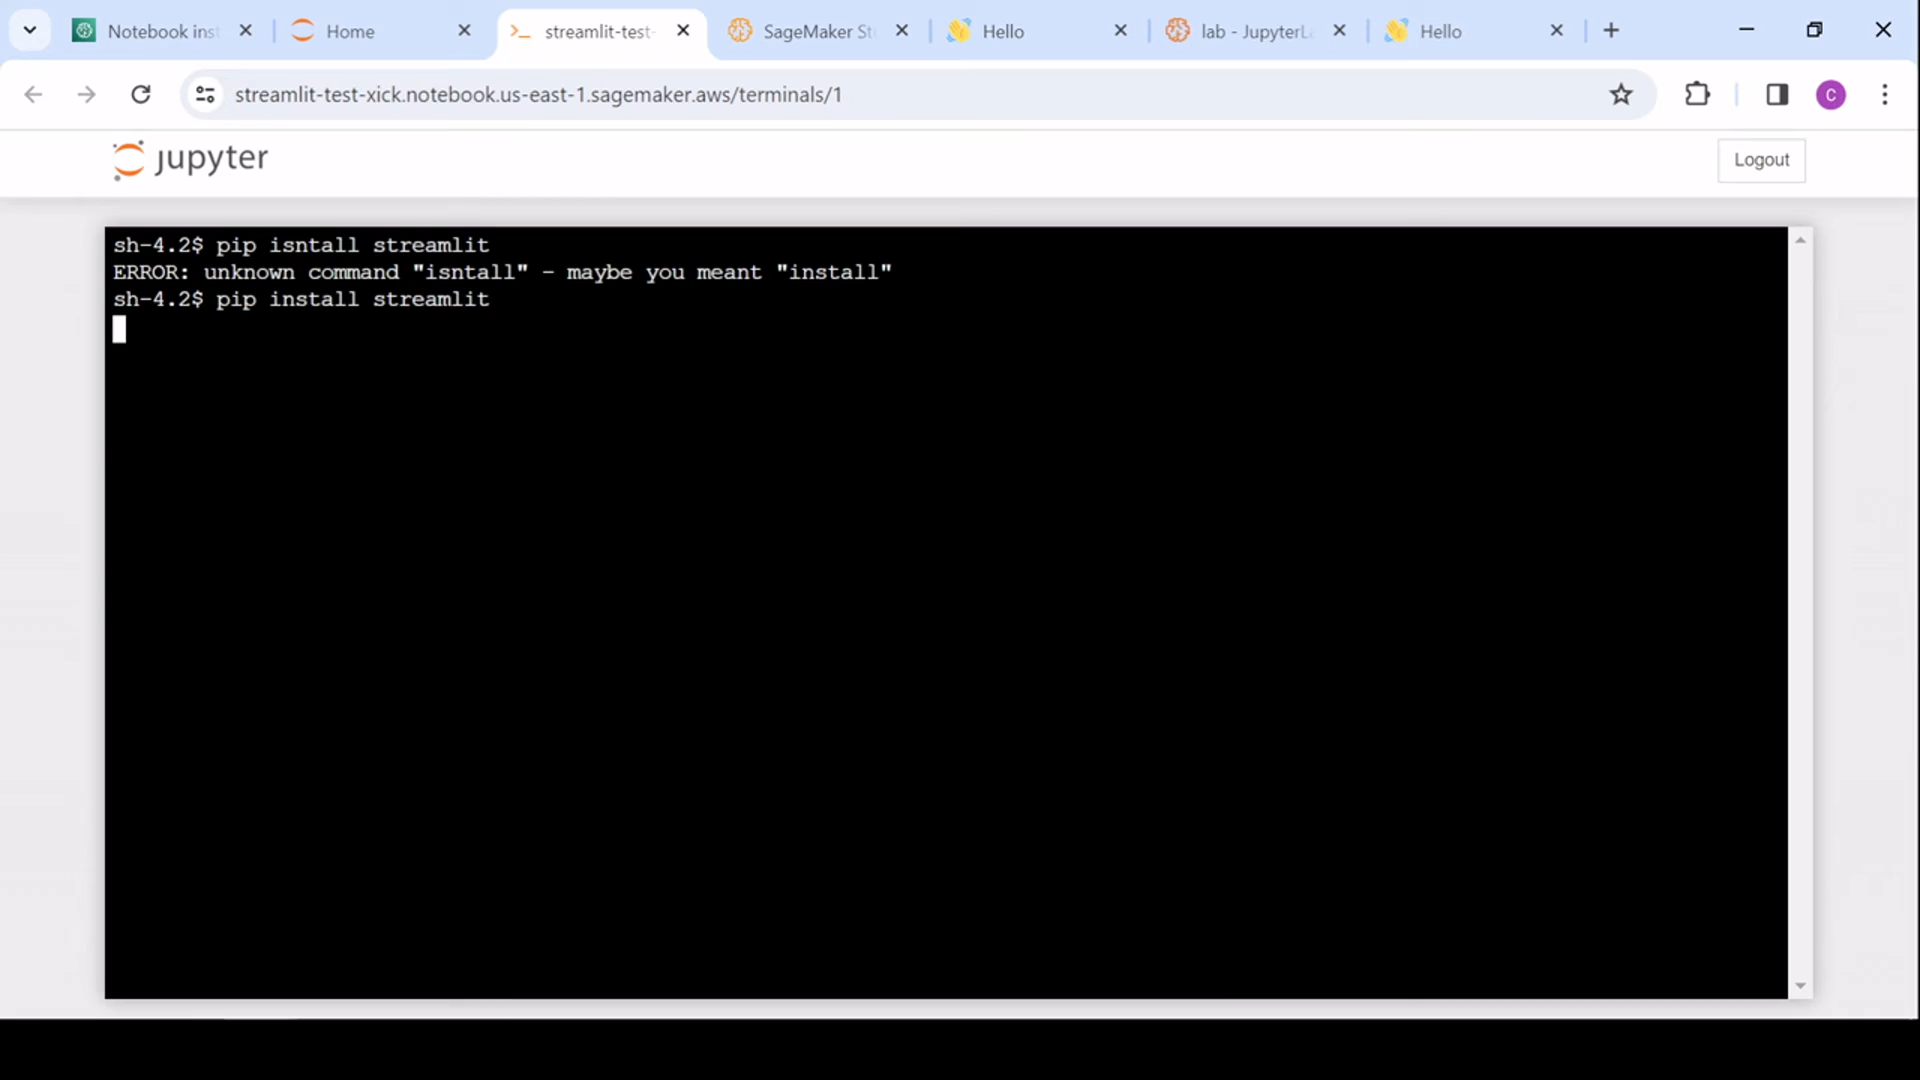 Notebook inst
Home
streamlit-test-
SageMaker St
Hello
lab - JupyterLa
Hello
streamlit-test-xick.notebook.us-east-1.sagemaker.aws/terminals/1
C
jupyter
Logout
sh-4.2$ pip isntall streamlit
ERROR: unknown command "isntall" - maybe you meant "install"
sh-4.2$ pip install streamlit